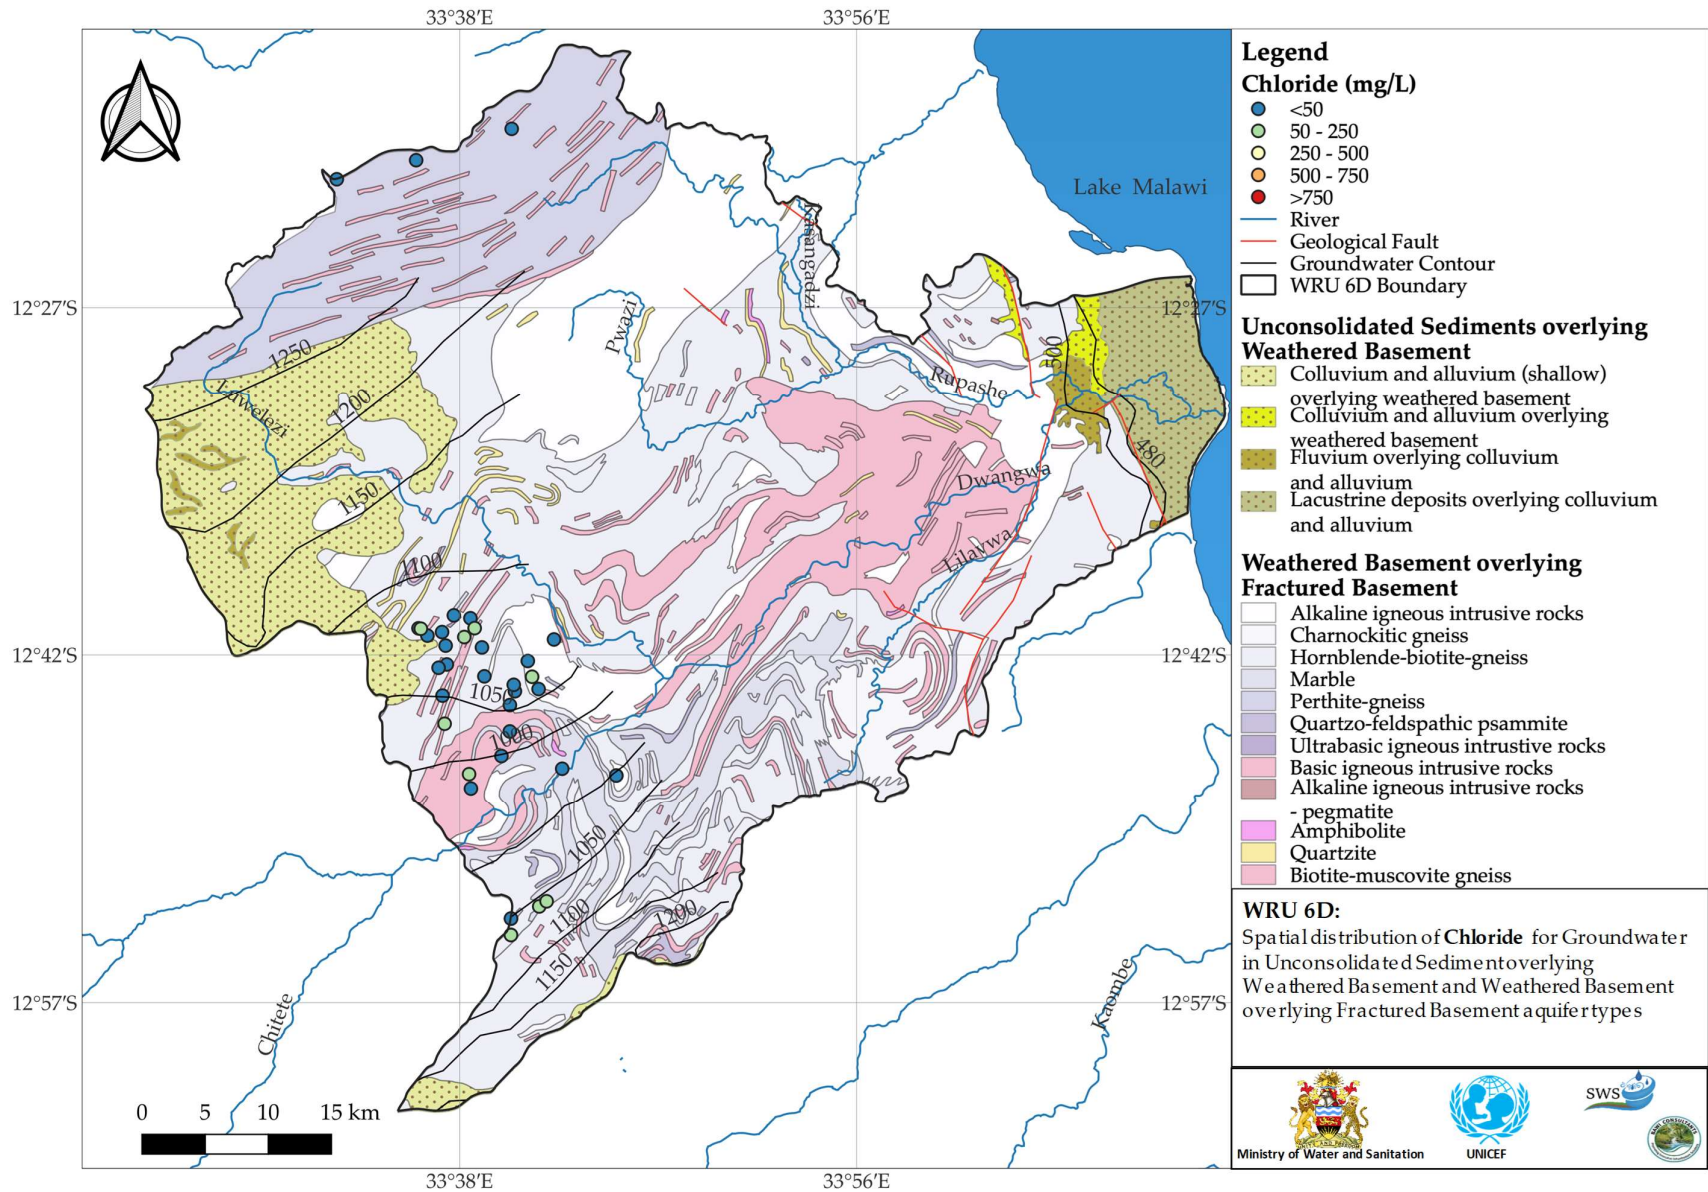 33°38'E
33°56'E
Lake Malawi
Kasangadzi
12°27'S
12°27'S
Pwazi
500
1250
Rupashe
1200
Luwelezi
480
Dwangwa
1150
Lilavwa
1100
12°42'S
12°42'S
1050
1000
1050
1100
1200
1150
12°57'S
12°57'S
Chitete
Kaombe
0 5 10 15 km
33°38'E
33°56'E
Legend
Chloride (mg/L)
<50
50 - 250
250 - 500
500 - 750
>750
River
Geological Fault
Groundwater Contour
WRU 6D Boundary
Unconsolidated Sediments overlying
Weathered Basement
Colluvium and alluvium (shallow)
overlying weathered basement
Colluvium and alluvium overlying
weathered basement
Fluvium overlying colluvium
and alluvium
Lacustrine deposits overlying colluvium
and alluvium
Weathered Basement overlying
Fractured Basement
Alkaline igneous intrusive rocks
Charnockitic gneiss
Hornblende-biotite-gneiss
Marble
Perthite-gneiss
Quartzo-feldspathic psammite
Ultrabasic igneous intrustive rocks
Basic igneous intrusive rocks
Alkaline igneous intrusive rocks
- pegmatite
Amphibolite
Quartzite
Biotite-muscovite gneiss
WRU 6D:
Spatial distribution of Chloride for Groundwater
in Unconsolidated Sediment overlying
Weathered Basement and Weathered Basement
overlying Fractured Basement aquifer types
Ministry of Water and Sanitation
UNICEF
SWS